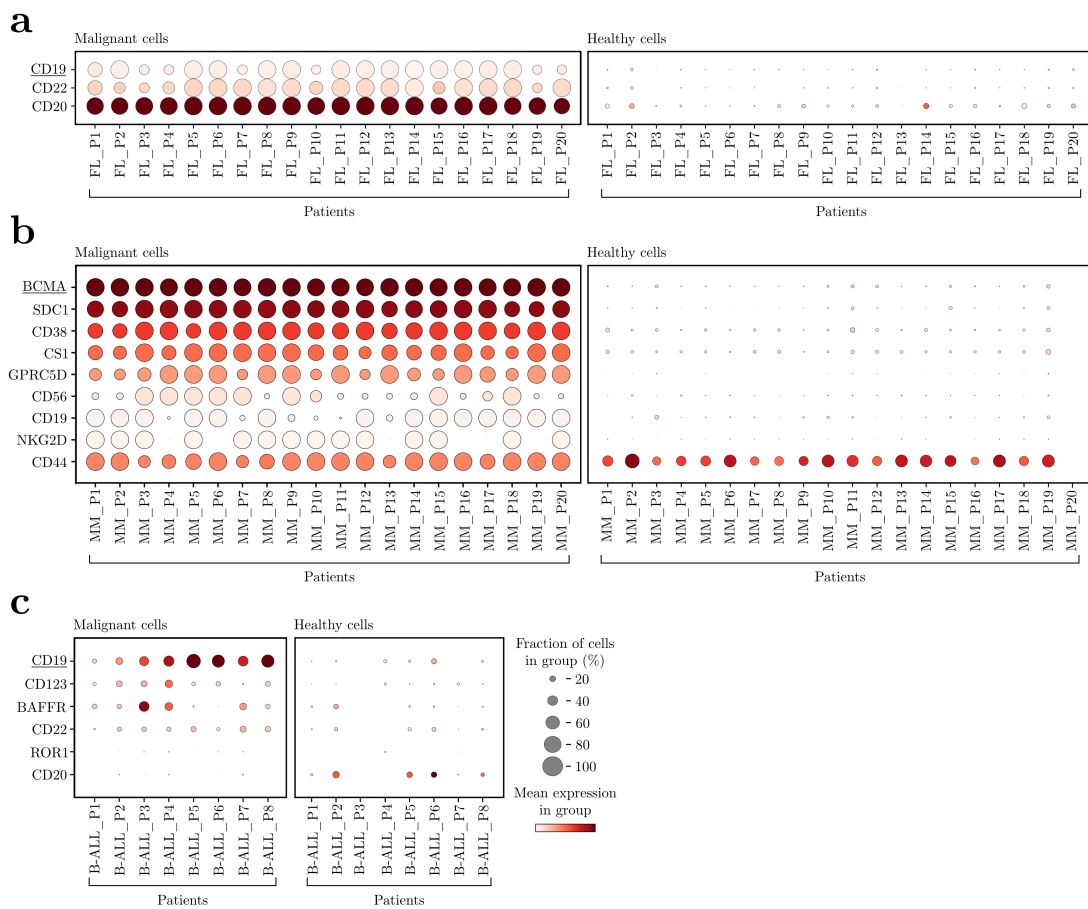 a
Malignant cells
Healthy cells
CD19
CD22
CD20
FL_P1 FL_P2 FL_P3 FL_P4 FL_P5 FL_P6 FL_P7 FL_P8 FL_P9 FL_P10 FL_P11 FL_P12 FL_P13 FL_P14 FL_P15 FL_P16 FL_P17 FL_P18 FL_P19 FL_P20
FL_P1 FL_P2 FL_P3 FL_P4 FL_P5 FL_P6 FL_P7 FL_P8 FL_P9 FL_P10 FL_P11 FL_P12 FL_P13 FL_P14 FL_P15 FL_P16 FL_P17 FL_P18 FL_P19 FL_P20
Patients
Patients
b
Malignant cells
Healthy cells
BCMA
SDC1
CD38
CS1
GPRC5D
CD56
CD19
NKG2D
CD44
MM_P1 MM_P2 MM_P3 MM_P4 MM_P5 MM_P6 MM_P7 MM_P8 MM_P9 MM_P10 MM_P11 MM_P12 MM_P13 MM_P14 MM_P15 MM_P16 MM_P17 MM_P18 MM_P19 MM_P20
MM_P1 MM_P2 MM_P3 MM_P4 MM_P5 MM_P6 MM_P7 MM_P8 MM_P9 MM_P10 MM_P11 MM_P12 MM_P13 MM_P14 MM_P15 MM_P16 MM_P17 MM_P18 MM_P19 MM_P20
Patients
Patients
c
Malignant cells
Healthy cells
CD19
CD123
BAFFR
CD22
ROR1
CD20
B-ALL_P1 B-ALL_P2 B-ALL_P3 B-ALL_P4 B-ALL_P5 B-ALL_P6 B-ALL_P7 B-ALL_P8
B-ALL_P1 B-ALL_P2 B-ALL_P3 B-ALL_P4 B-ALL_P5 B-ALL_P6 B-ALL_P7 B-ALL_P8
Patients
Patients
Fraction of cells
in group (%)
20
40
60
80
100
Mean expression
in group